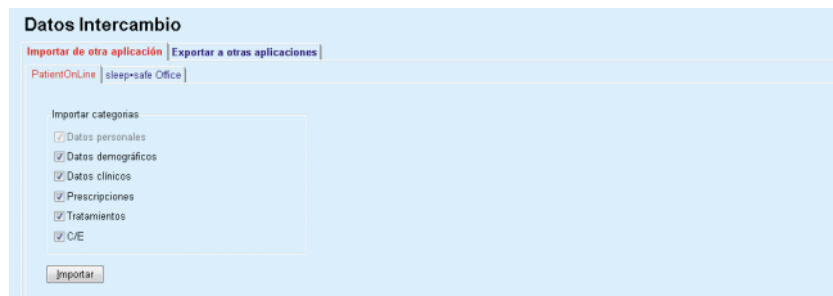 Datos Intercambio
Importar de otra aplicación Exportar a otras aplicaciones
PatientOnLine sleep•safe Office
Importar categorias
Datos personales
Datos demográficos
Datos clínicos
Prescripciones
Tratamientos
C/E
Importar